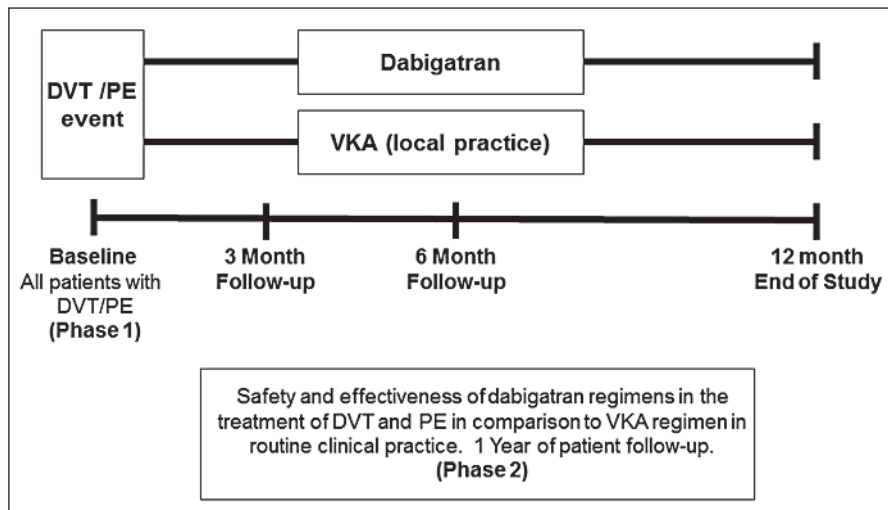 DVT /PE
event
Dabigatran
VKA (local practice)
Baseline
All patients with
DVT/PE
(Phase 1)
3 Month
Follow-up
6 Month
Follow-up
12 month
End of Study
Safety and effectiveness of dabigatran regimens in the
treatment of DVT and PE in comparison to VKA regimen in
routine clinical practice. 1 Year of patient follow-up.
(Phase 2)